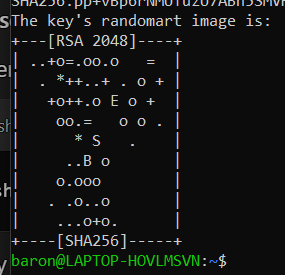 The key's randomart image is:
+---[RSA 2048]----+
| ..+o=.oo.o   =  |
|  . *++..+ . o + |
|   +o++.o E o +  |
|    oo.=   o o . |
|      * S   .    |
|     ..B o       |
|    o.ooo        |
|   . .o..o       |
|    ...o+o.      |
+----[SHA256]-----+
baron@LAPTOP-HOVLMSVN:~$